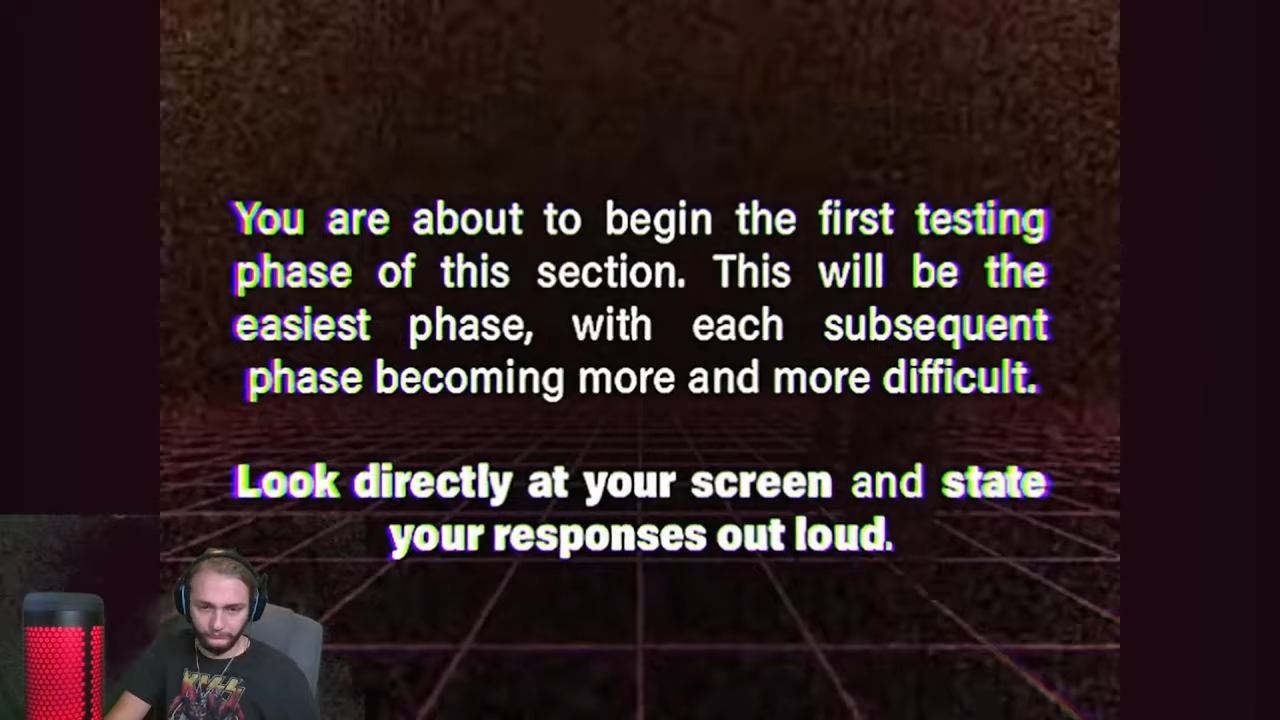 You are about to begin the first testing
phase of this section. This will be the
easiest phase, with each subsequent
phase becoming more and more difficult.
Look directly at your screen and state
your responses out loud.
KISS